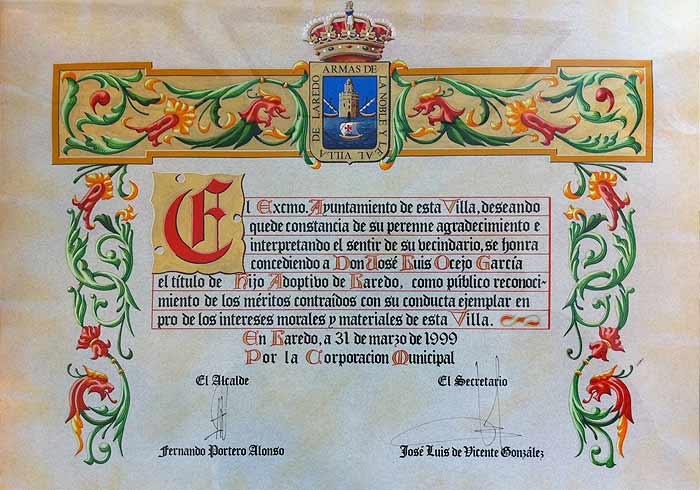 ARMAS DE LA NOBLE Y LEAL VILLA DE LAREDO
El Excmo. Ayuntamiento de esta Villa, deseando
quede constancia de su perenne agradecimiento e
interpretando el sentir de su becindario, se honra
concediendo a Don José Luis Ocejo García
el título de Hijo Adoptivo de Laredo, como público reconoci-
miento de los méritos contraídos con su conducta ejemplar en
pro de los intereses morales y materiales de esta Villa.
En Laredo, a 31 de marzo de 1999
Por la Corporacion Municipal
El Alcalde
El Secretario
Fernando Portero Alonso
José Luis de Vicente González